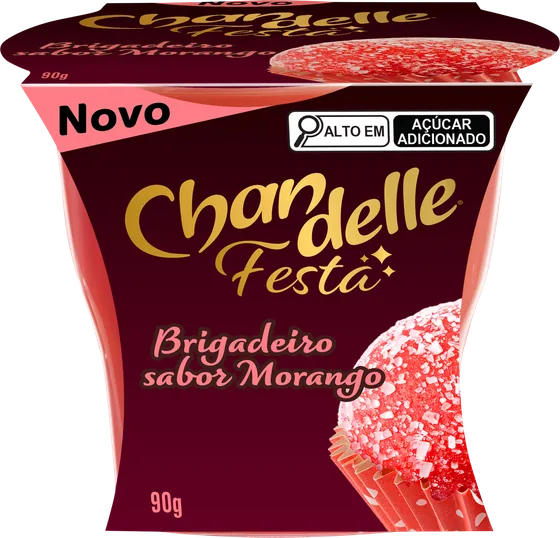 Novo
Chandelle
Festa
Brigadeiro
sabor Morango
90g
Novo
ALTO EM
AÇÚCAR
ADICIONADO
Chandelle®
Festa
Brigadeiro
sabor Morango
90g